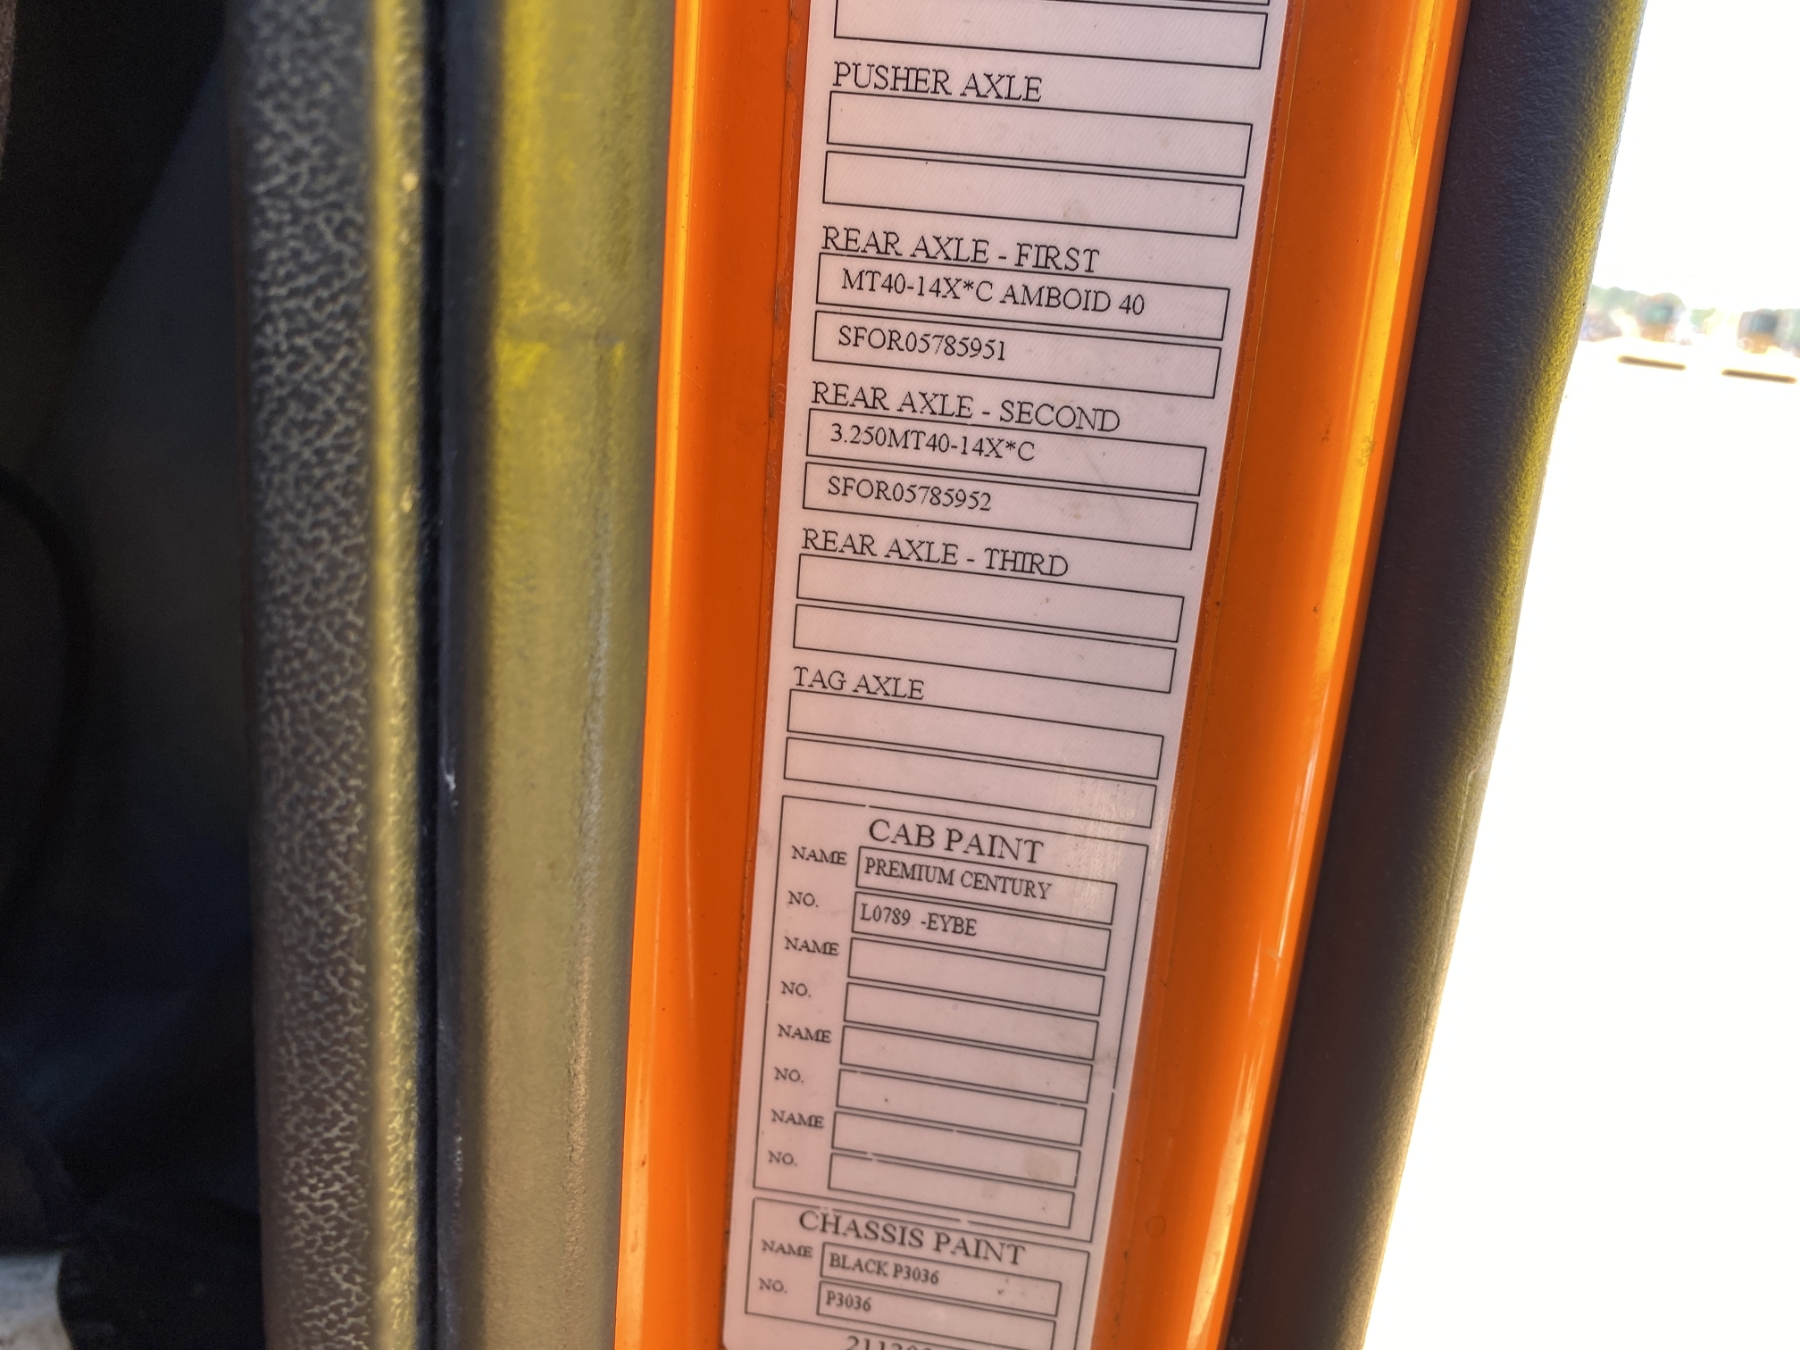 PUSHER AXLE
REAR AXLE - FIRST
MT40-14X*C AMBOID 40
SFOR05785951
REAR AXLE - SECOND
3.250MT40-14X*C
SFOR05785952
REAR AXLE - THIRD
TAG AXLE
CAB PAINT
NAME PREMIUM CENTURY
NO. L0789 -EYBE
NAME
NO.
NAME
NO.
NAME
NO.
CHASSIS PAINT
NAME BLACK P3036
NO. P3036